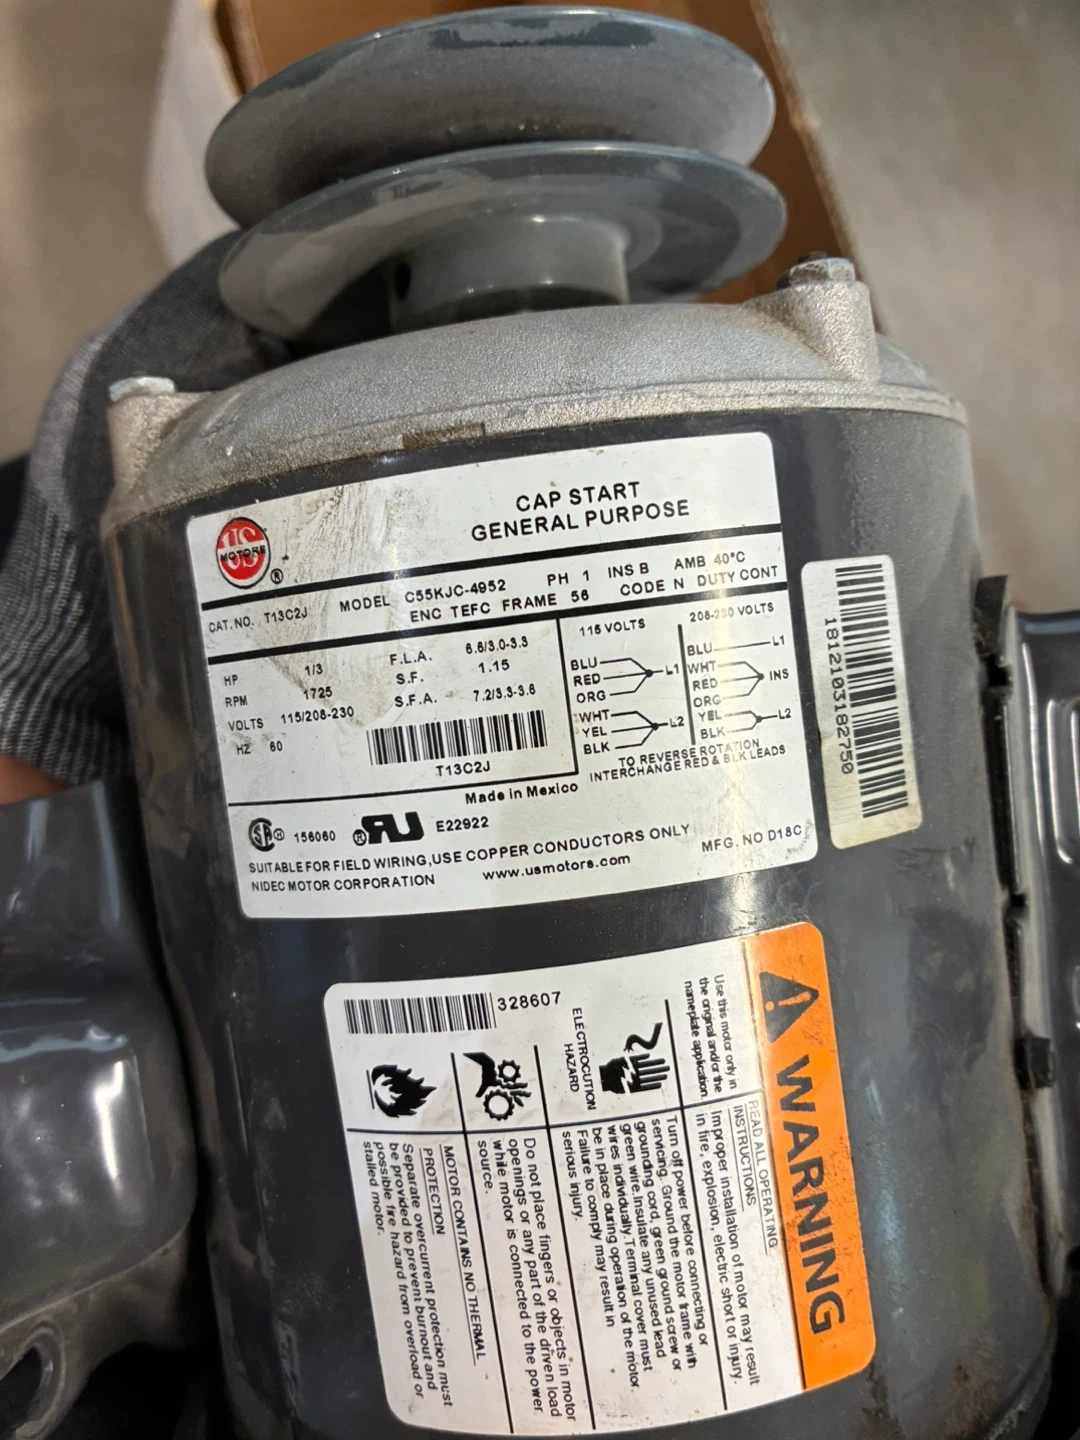 US
MOTORS
®
CAP START
GENERAL PURPOSE
CAT. NO. T13C2J MODEL C55KJC-4952 PH 1 INS B AMB 40°C
ENC TEFC FRAME 56 CODE N DUTY CONT
HP 1/3 F.L.A. 6.6/3.0-3.3
RPM 1725 S.F. 1.15
VOLTS 115/208-230 S.F.A. 7.2/3.3-3.6
HZ 60
T13C2J
115 VOLTS
BLU
RED L1
ORG
WHT
YEL L2
BLK
208-230 VOLTS
BLU L1
WHT
RED INS
ORG
YEL L2
BLK
TO REVERSE ROTATION
INTERCHANGE RED & BLK LEADS
Made in Mexico
156060 E22922
SUITABLE FOR FIELD WIRING, USE COPPER CONDUCTORS ONLY
NIDEC MOTOR CORPORATION www.usmotors.com MFG. NO D18C
181210318275​0
328607
WARNING
Use this motor only in
the original and/or the
nameplate application.
READ ALL OPERATING
INSTRUCTIONS
Improper installation of motor may result
in fire, explosion, electric short or injury.
ELECTROCUTION
HAZARD
Turn off power before connecting or
servicing. Ground the motor frame with
grounding cord, green ground screw or
green wire. Insulate any unused lead
wires individually. Terminal cover must
be in place during operation of the motor.
Failure to comply may result in
serious injury.
Do not place fingers or objects in motor
openings or any part of the driven load
while motor is connected to the power
source.
MOTOR CONTAINS NO THERMAL
PROTECTION
Separate overcurrent protection must
be provided to prevent burnout and
possible fire hazard from overload or
stalled motor.